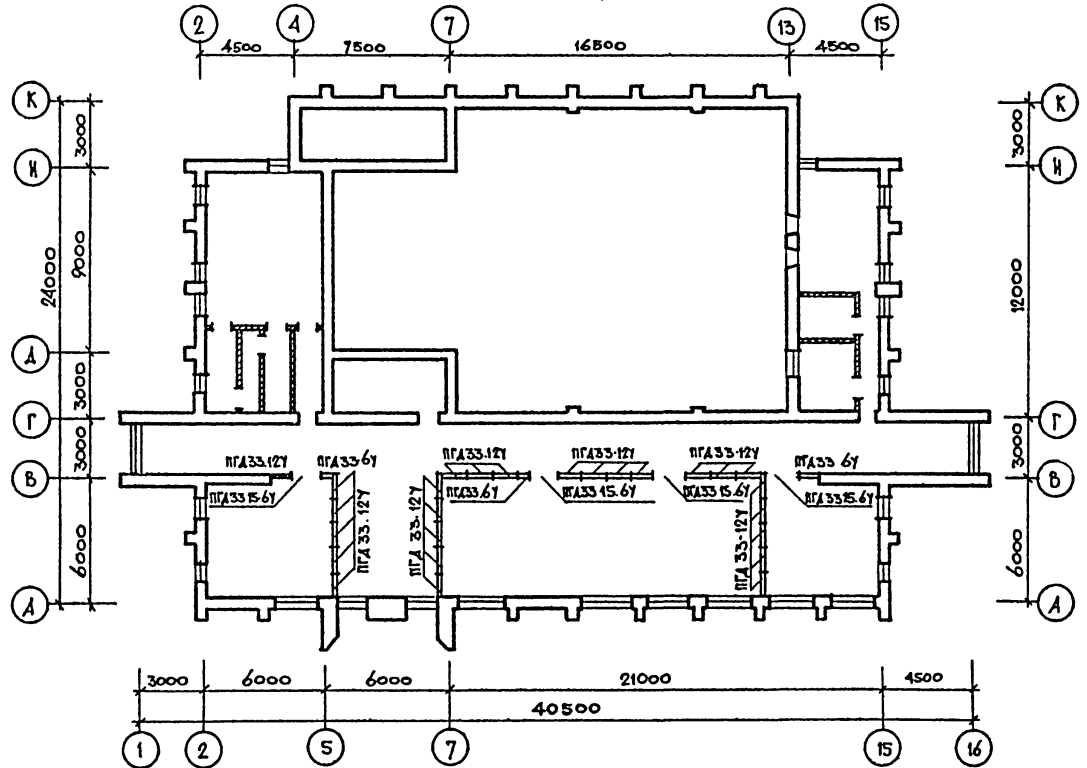 2 4 7 13 15
4500 7500 16500 4500
К К
3000 3000
И И
9000
24000
12000
Д
3000
Г Г
3000 3000
ПГД33.12У ПГД33-6У ПГД33.12У ПГД33-12У ПГД33-12У ПГД33 6У
В В
ПГД33 15.6У ПГД33.6У ПГД33 15.6У ПГД33 15.6У ПГД33 15.6У
ПГД 33.12У
ПГД 33-12У
ПГД 33-12У
6000 6000
А А
3000 6000 6000 21000 4500
40500
1 2 5 7 15 16